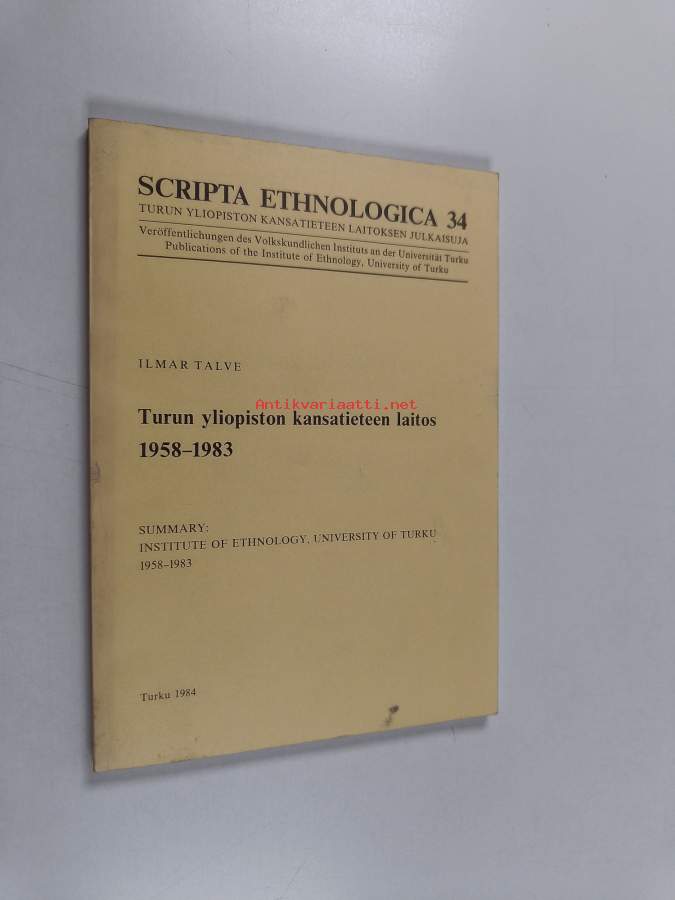 SCRIPTA ETHNOLOGICA 34
TURUN YLIOPISTON KANSATIETEEN LAITOKSEN JULKAISUJA
Veröffentlichungen des Volkskundlichen Instituts an der Universität Turku
Publications of the Institute of Ethnology, University of Turku
ILMAR TALVE
Antikvariaatti.net
Turun yliopiston kansatieteen laitos
1958–1983
SUMMARY:
INSTITUTE OF ETHNOLOGY, UNIVERSITY OF TURKU
1958–1983
Turku 1984